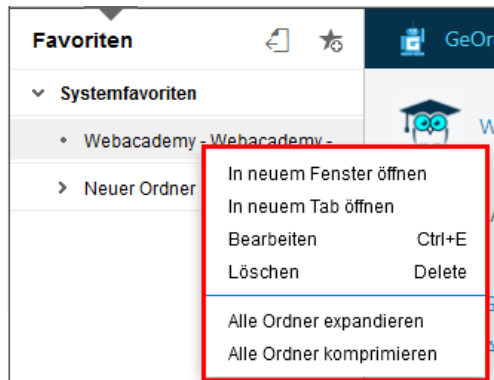 Favoriten
GeOr
Systemfavoriten
Webacademy - Webacademy -
Neuer Ordner
In neuem Fenster öffnen
In neuem Tab öffnen
Bearbeiten Ctrl+E
Löschen Delete
Alle Ordner expandieren
Alle Ordner komprimieren